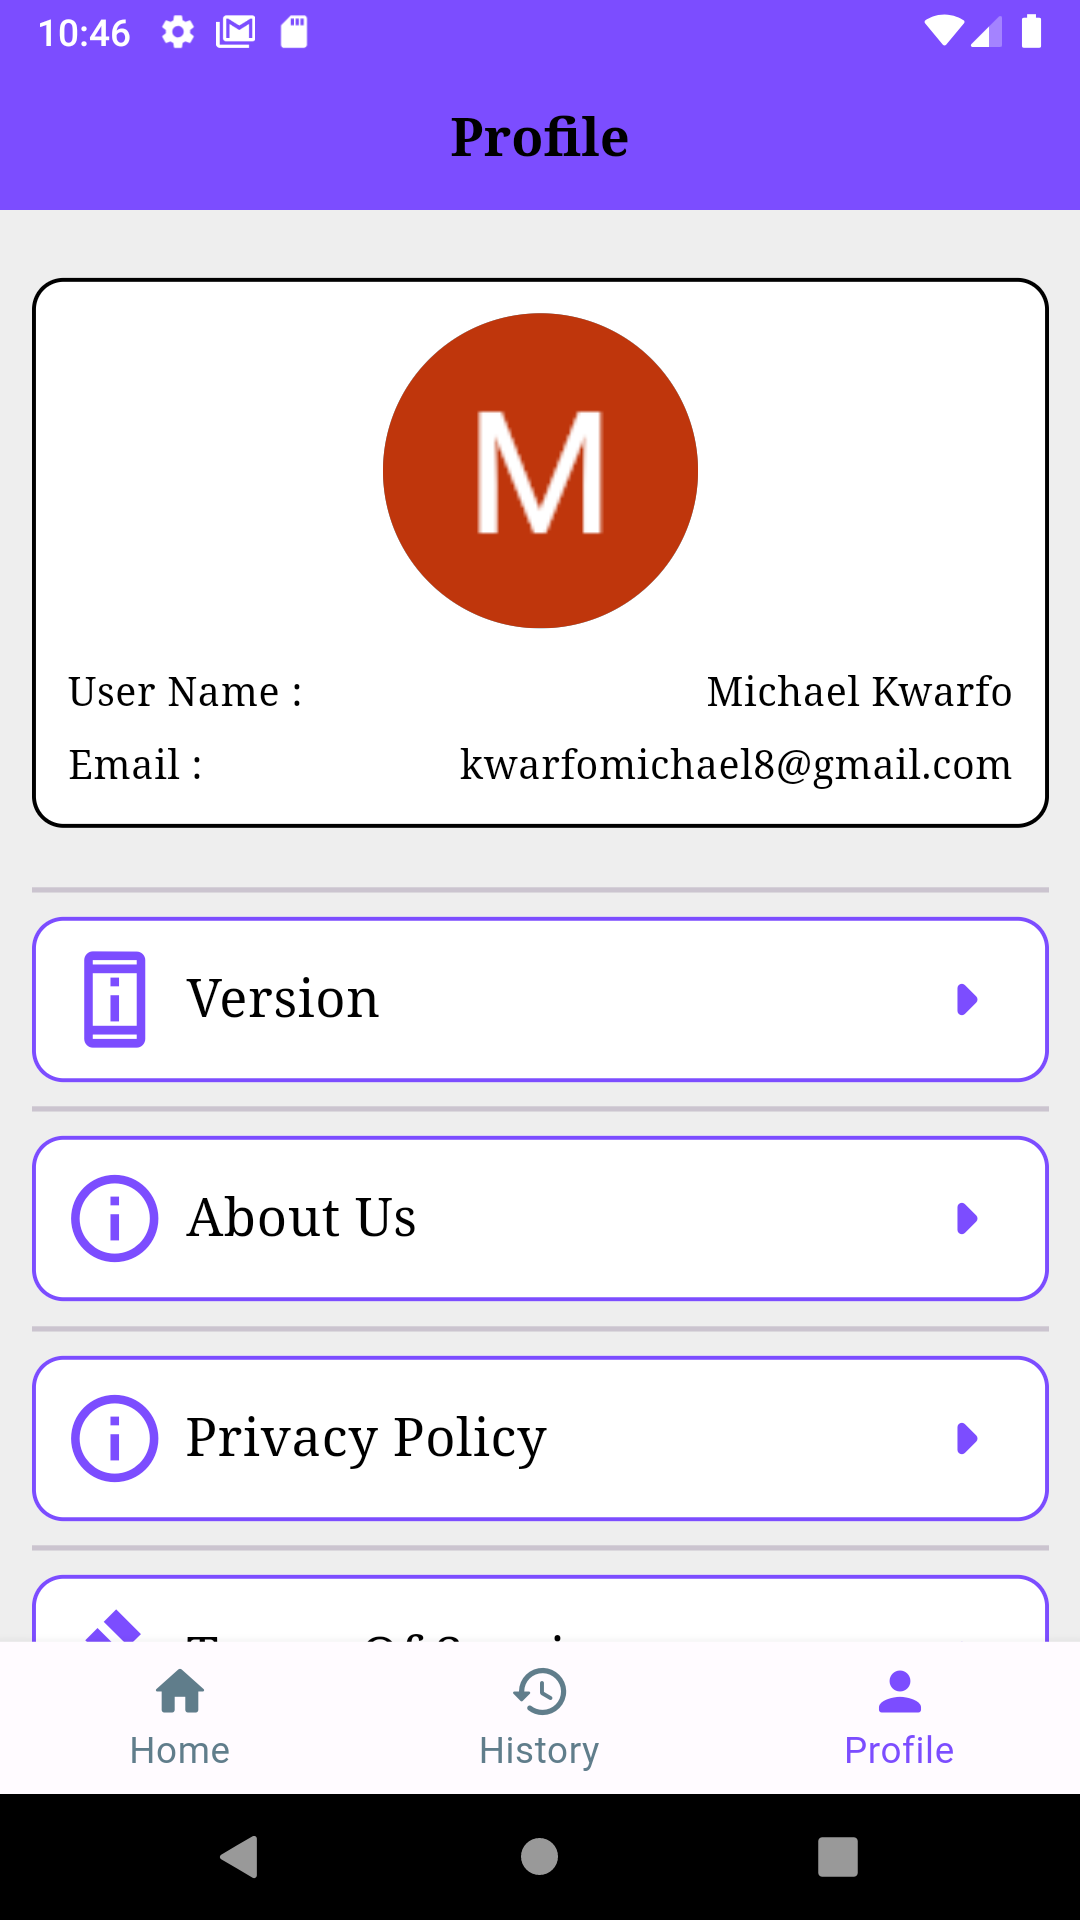 10:46
Profile
M
User Name : Michael Kwarfo
Email : kwarfomichael8@gmail.com
Version
About Us
Privacy Policy
Home History Profile